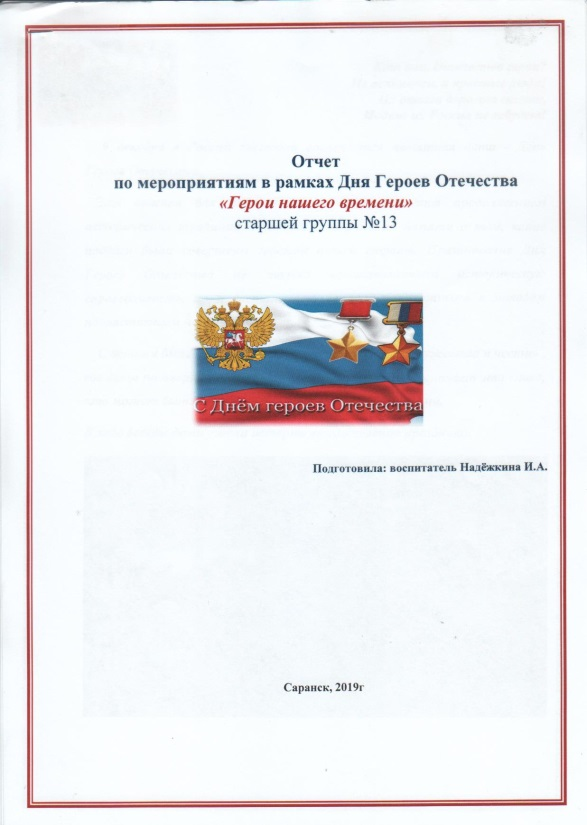 Отчет
по мероприятиям в рамках Дня Героев Отечества
«Герои нашего времени»
старшей группы №13
С Днём героев Отечества
Подготовила: воспитатель Надёжкина И.А.
Саранск, 2019г